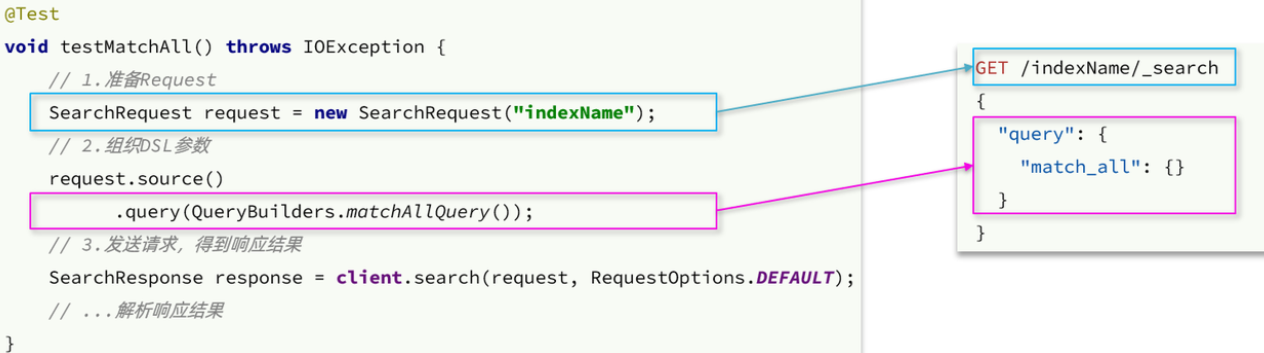 @Test
void testMatchAll() throws IOException {
    // 1.准备Request
    SearchRequest request = new SearchRequest("indexName");
    // 2.组织DSL参数
    request.source()
          .query(QueryBuilders.matchAllQuery());
    // 3.发送请求，得到响应结果
    SearchResponse response = client.search(request, RequestOptions.DEFAULT);
    // ...解析响应结果
}
GET /indexName/_search
{
  "query": {
    "match_all": {}
  }
}